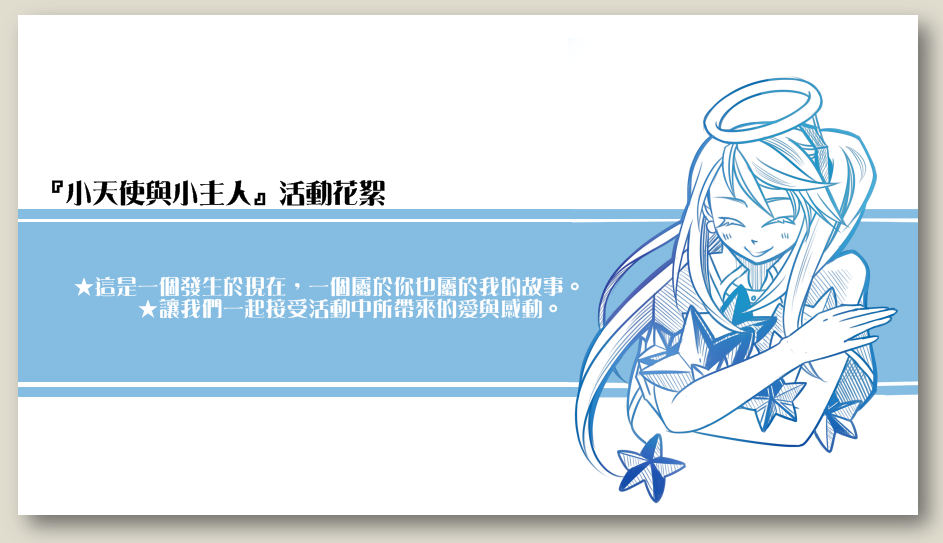 『小天使與小主人』活動花絮
★這是一個發生於現在，一個屬於你也屬於我的故事。
★讓我們一起接受活動中所帶來的愛與感動。